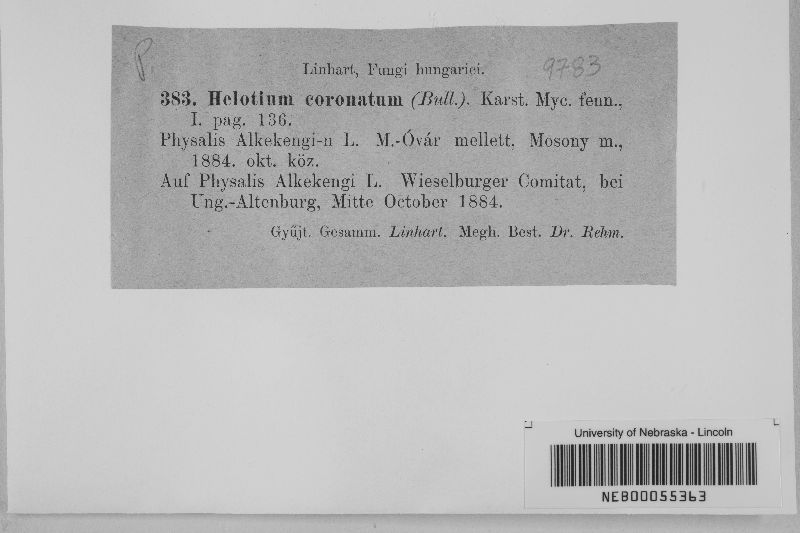 P.
Linhart, Fungi hungarici. 9783
383. Helotium coronatum (Bull.). Karst. Myc. fenn.,
I. pag. 136.
Physalis Alkekengi-n L. M.-Óvár mellett, Mosony m.,
1884. okt. köz.
Auf Physalis Alkekengi L. Wieselburger Comitat, bei
Ung.-Altenburg, Mitte October 1884.
Gyűjt. Gesamm. Linhart. Megh. Best. Dr. Rehm.
University of Nebraska - Lincoln
NEB00055363